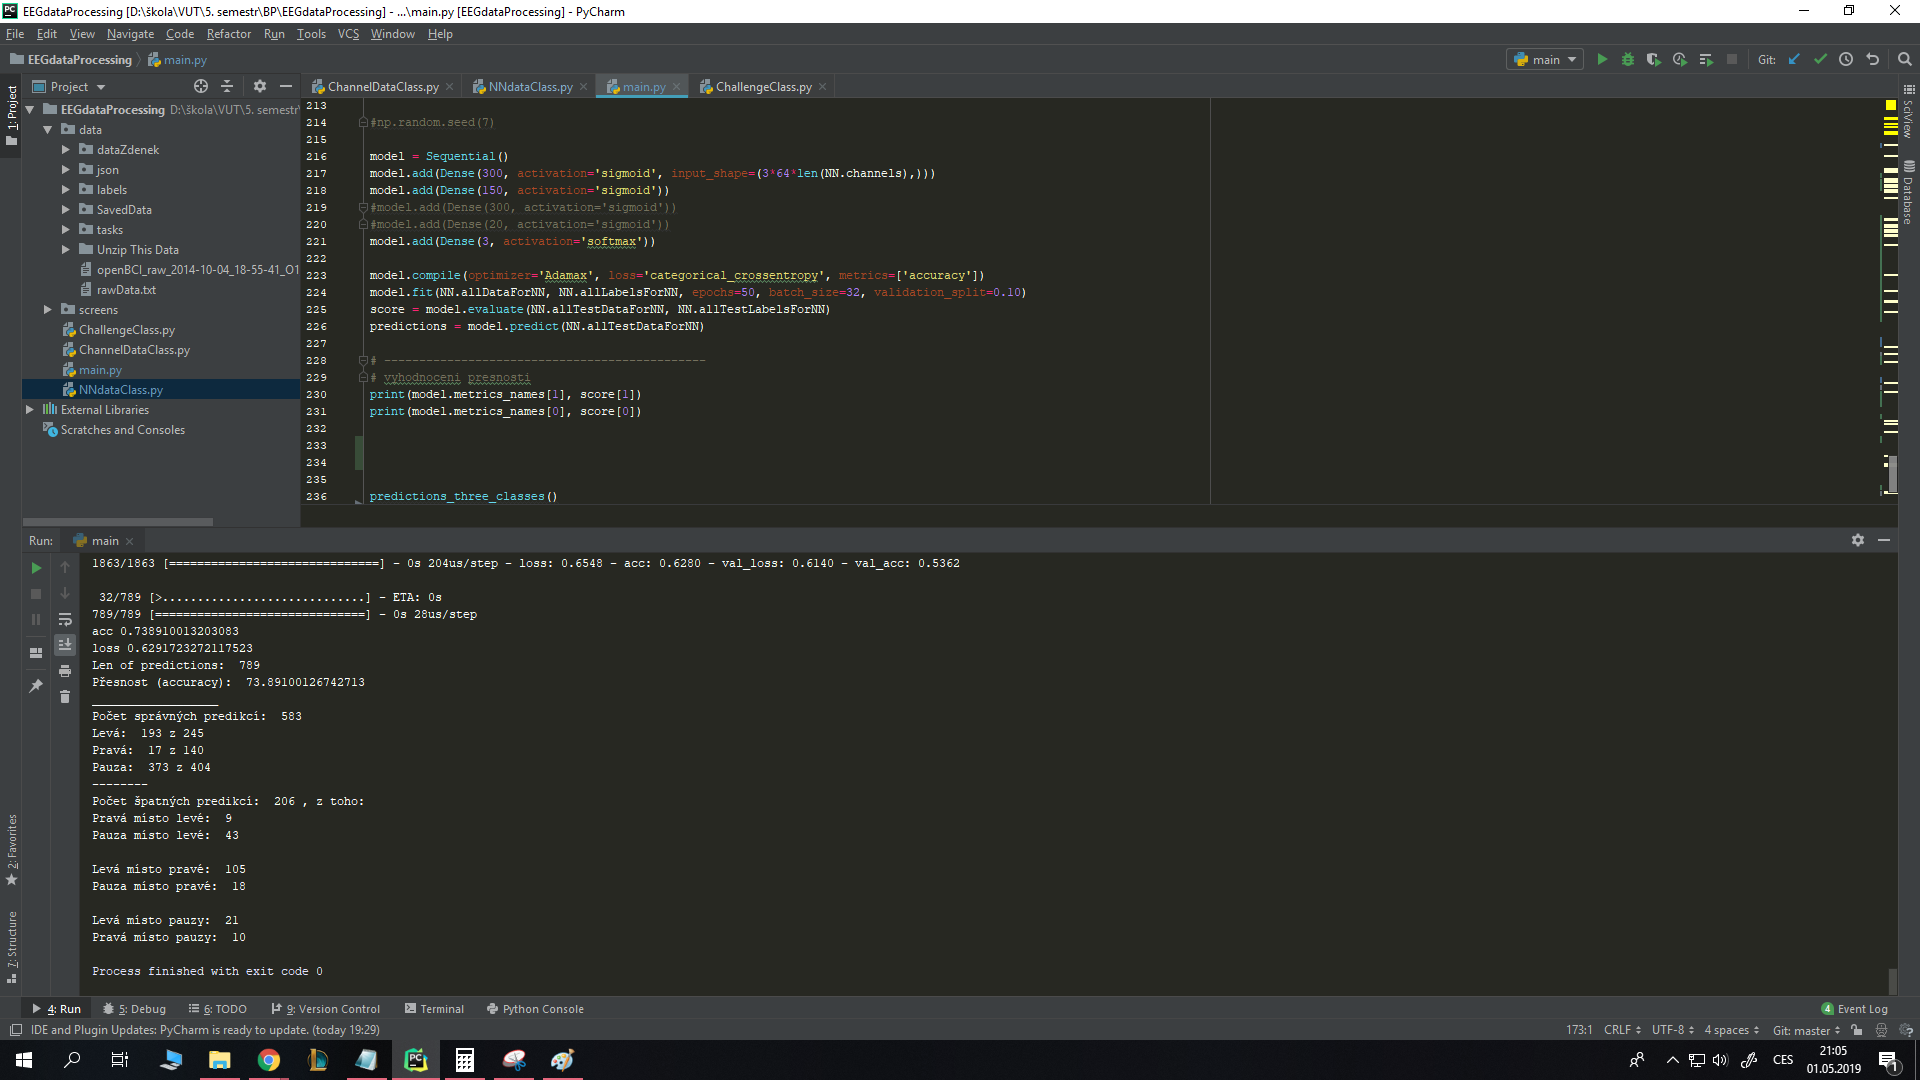 EEGdataProcessing [D:\škola\VUT\5. semestr\BP\EEGdataProcessing] - ...\main.py [EEGdataProcessing] - PyCharm
File Edit View Navigate Code Refactor Run Tools VCS Window Help
EEGdataProcessing main.py
main Git:
Project
ChannelDataClass.py NNdataClass.py main.py ChallengeClass.py
1: Project
EEGdataProcessing D:\škola\VUT\5. semestr
data
dataZdenek
json
labels
SavedData
tasks
Unzip This Data
openBCI_raw_2014-10-04_18-55-41_O1
rawData.txt
screens
ChallengeClass.py
ChannelDataClass.py
main.py
NNdataClass.py
External Libraries
Scratches and Consoles
213
214 #np.random.seed(7)
215
216 model = Sequential()
217 model.add(Dense(300, activation='sigmoid', input_shape=(3*64*len(NN.channels),)))
218 model.add(Dense(150, activation='sigmoid'))
219 #model.add(Dense(300, activation='sigmoid'))
220 #model.add(Dense(20, activation='sigmoid'))
221 model.add(Dense(3, activation='softmax'))
222
223 model.compile(optimizer='Adamax', loss='categorical_crossentropy', metrics=['accuracy'])
224 model.fit(NN.allDataForNN, NN.allLabelsForNN, epochs=50, batch_size=32, validation_split=0.10)
225 score = model.evaluate(NN.allTestDataForNN, NN.allTestLabelsForNN)
226 predictions = model.predict(NN.allTestDataForNN)
227
228 # ----------------------------------------------
229 # vyhodnoceni presnosti
230 print(model.metrics_names[1], score[1])
231 print(model.metrics_names[0], score[0])
232
233
234
235
236 predictions_three_classes()
SciView
Database
Run: main
1863/1863 [==============================] - 0s 204us/step - loss: 0.6548 - acc: 0.6280 - val_loss: 0.6140 - val_acc: 0.5362
32/789 [>.............................] - ETA: 0s
789/789 [==============================] - 0s 28us/step
acc 0.738910013203083
loss 0.6291723272117523
Len of predictions:  789
Přesnost (accuracy):  73.89100126742713
__________________
Počet správných predikcí:  583
Levá:  193 z 245
Pravá:  17 z 140
Pauza:  373 z 404
--------
Počet špatných predikcí:  206 , z toho:
Pravá místo levé:  9
Pauza místo levé:  43
Levá místo pravé:  105
Pauza místo pravé:  18
Levá místo pauzy:  21
Pravá místo pauzy:  10
Process finished with exit code 0
2: Favorites
7: Structure
4: Run 5: Debug 6: TODO 9: Version Control Terminal Python Console 4 Event Log
IDE and Plugin Updates: PyCharm is ready to update. (today 19:29) 173:1 CRLF UTF-8 4 spaces Git: master
CES 21:05
01.05.2019
1